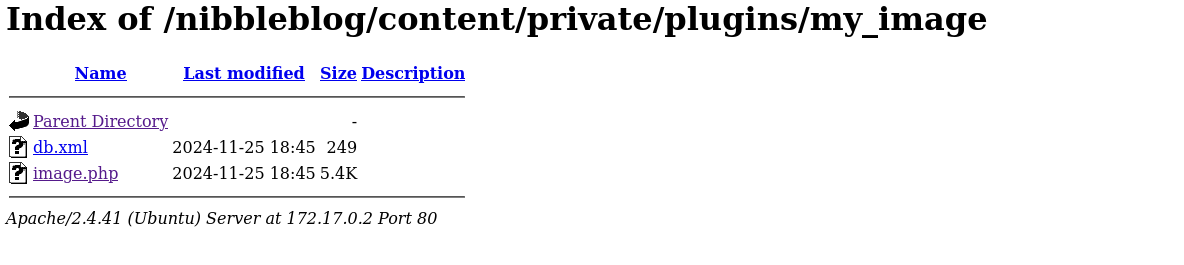 Index of /nibbleblog/content/private/plugins/my_image
Name Last modified Size Description
Parent Directory -
db.xml 2024-11-25 18:45 249
image.php 2024-11-25 18:45 5.4K
Apache/2.4.41 (Ubuntu) Server at 172.17.0.2 Port 80